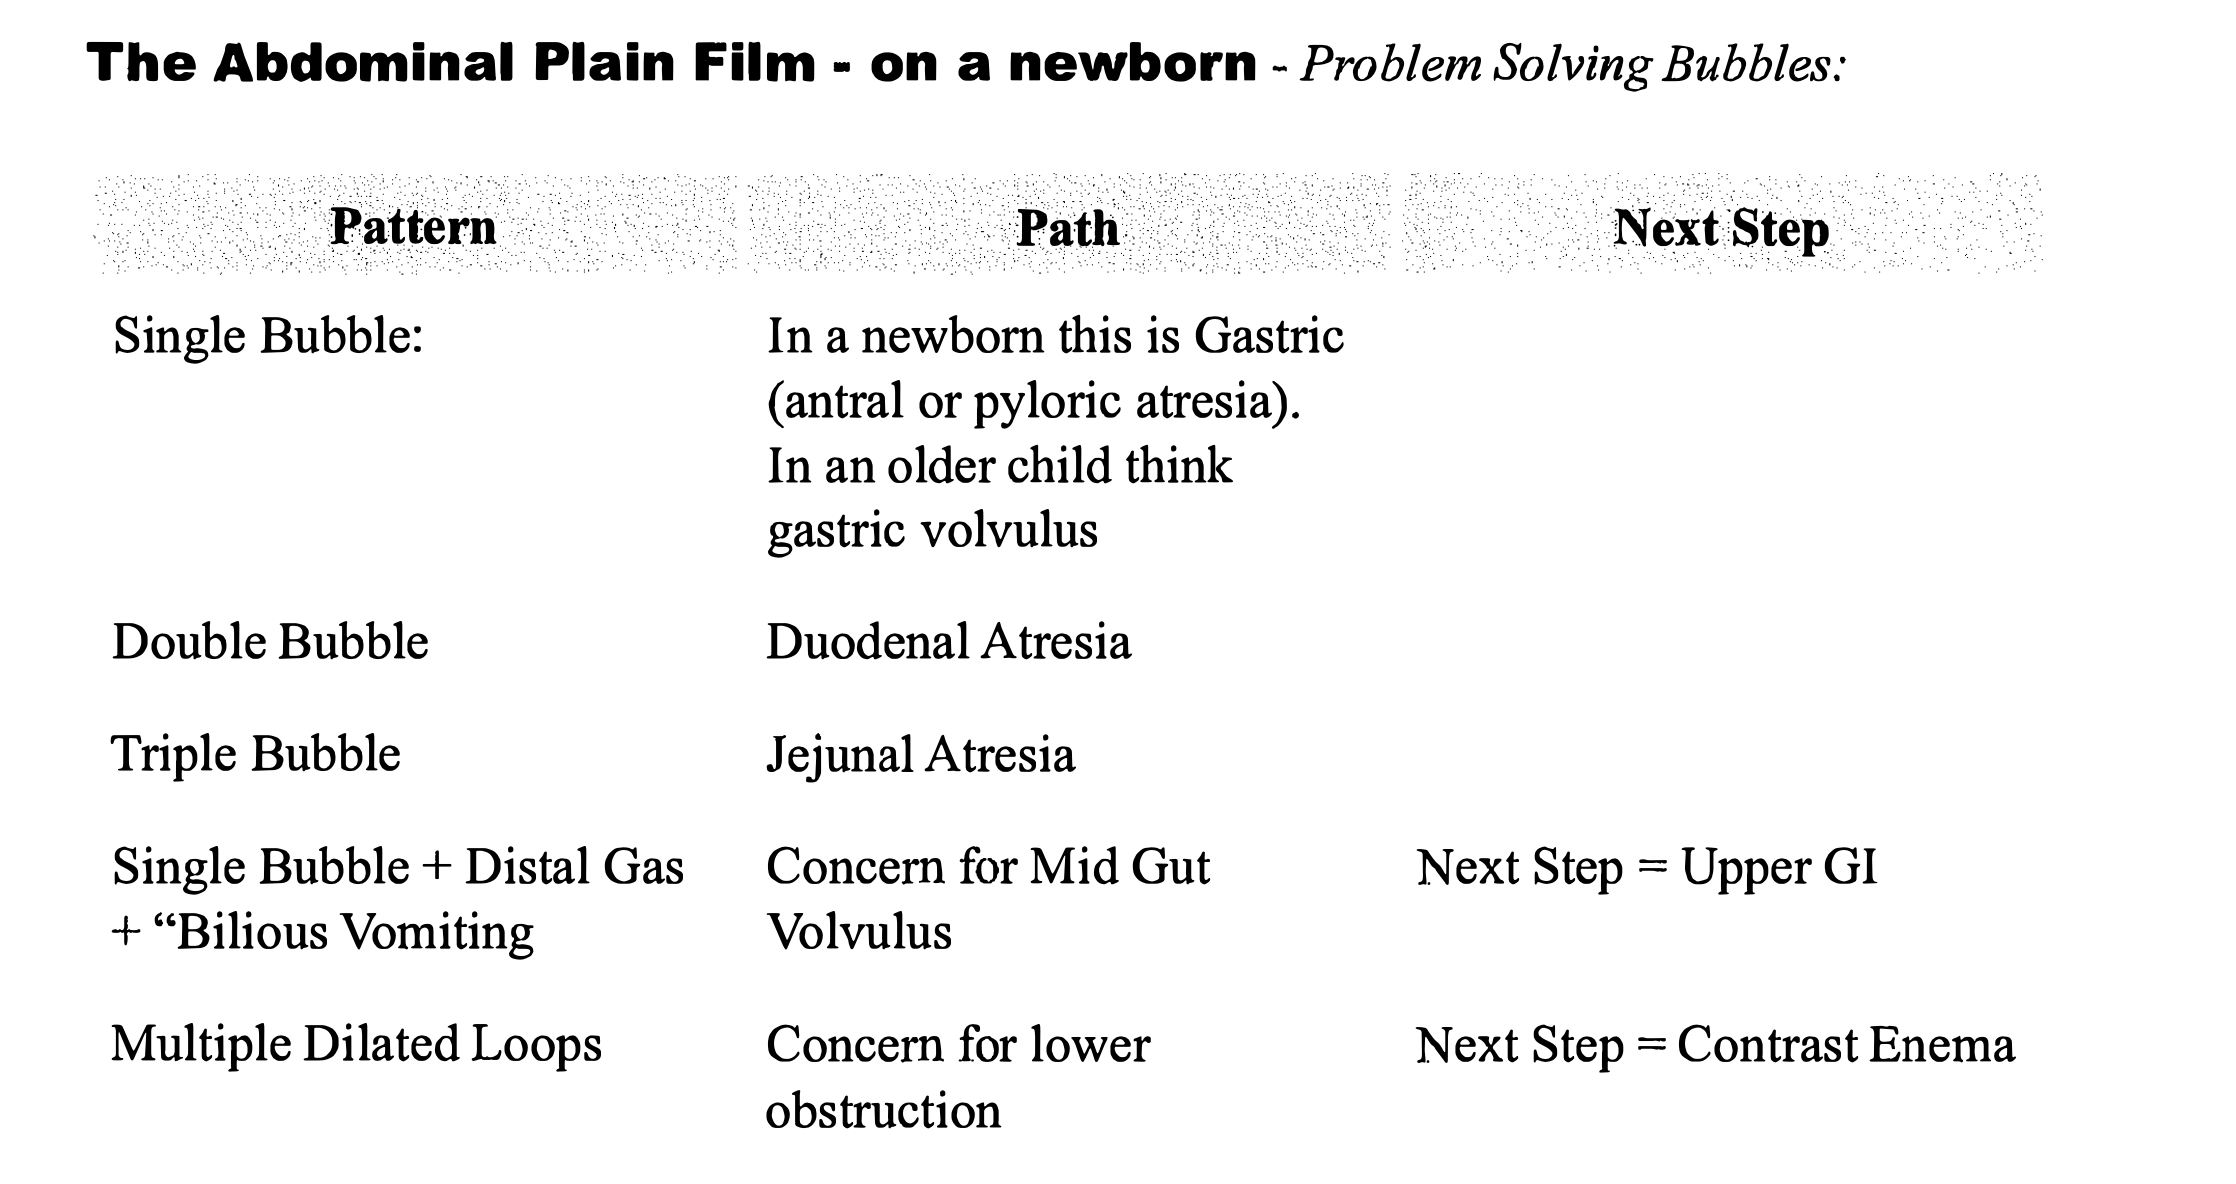 The Abdominal Plain Film - on a newborn - Problem Solving Bubbles:
Pattern Path Next Step
Single Bubble: In a newborn this is Gastric
(antral or pyloric atresia).
In an older child think
gastric volvulus
Double Bubble Duodenal Atresia
Triple Bubble Jejunal Atresia
Single Bubble + Distal Gas Concern for Mid Gut Next Step = Upper GI
+ “Bilious Vomiting Volvulus
Multiple Dilated Loops Concern for lower Next Step = Contrast Enema
obstruction